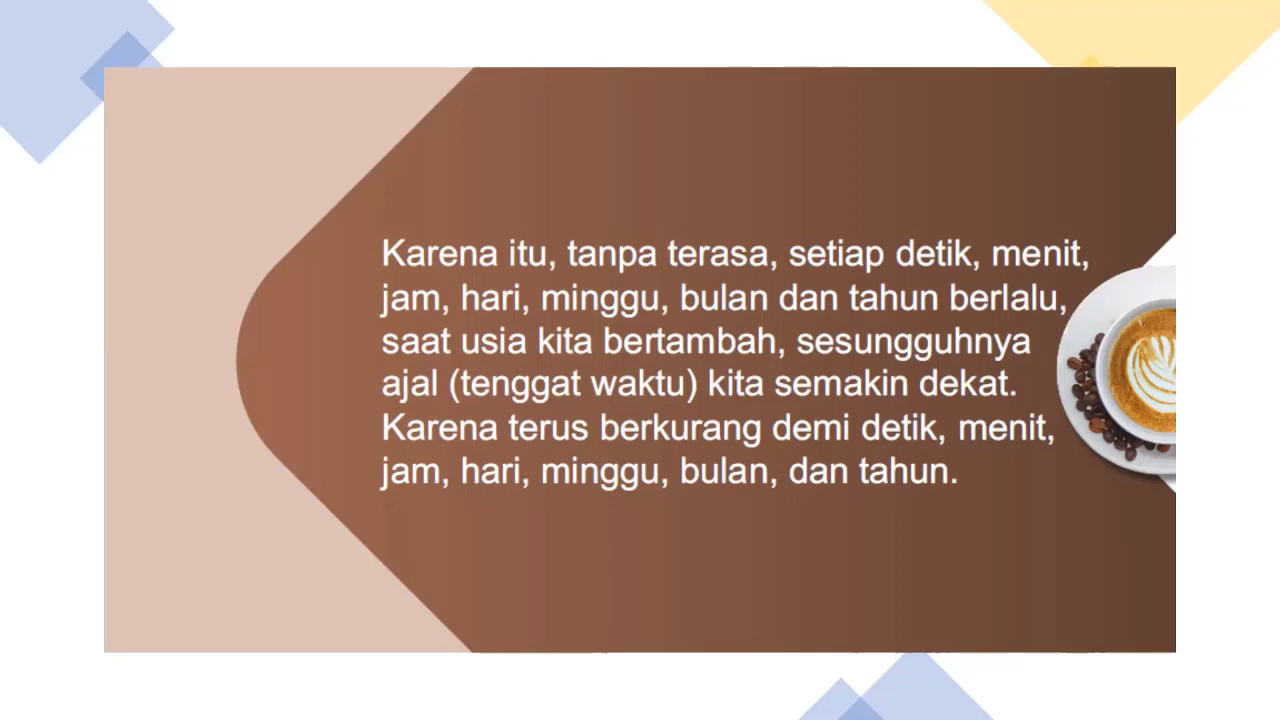 Karena itu, tanpa terasa, setiap detik, menit,
jam, hari, minggu, bulan dan tahun berlalu,
saat usia kita bertambah, sesungguhnya
ajal (tenggat waktu) kita semakin dekat.
Karena terus berkurang demi detik, menit,
jam, hari, minggu, bulan, dan tahun.